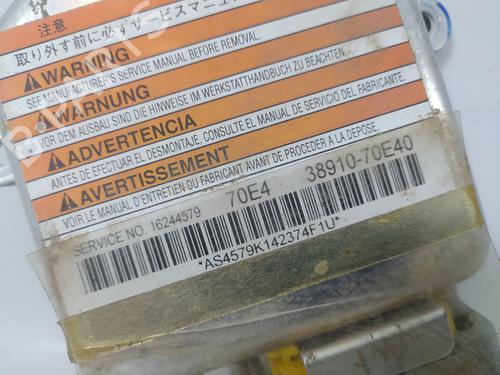 注意
取り外す前に必ずサービスマニュア
WARNING
SEE MANUFACTURER'S SERVICE MANUAL BEFORE REMOVAL.
WARNUNG
VOR DEM AUSBAU SIND DIE HINWEISE IM WERKSTATTHANDBUCH ZU BEACHTEN.
ADVERTENCIA
ANTES DE EFECTUAR EL DESMONTAJE, CONSULTE EL MANUAL DE SERVICIO DEL FABRICANTE.
AVERTISSEMENT
VOIR LE MANUEL D'ENTRETIEN DU FABRICANT AVANT DE PROCEDER A LA DEPOSE.
SERVICE NO. 16244579 70E4 38910-70E40
*AS4579K142374F1U*